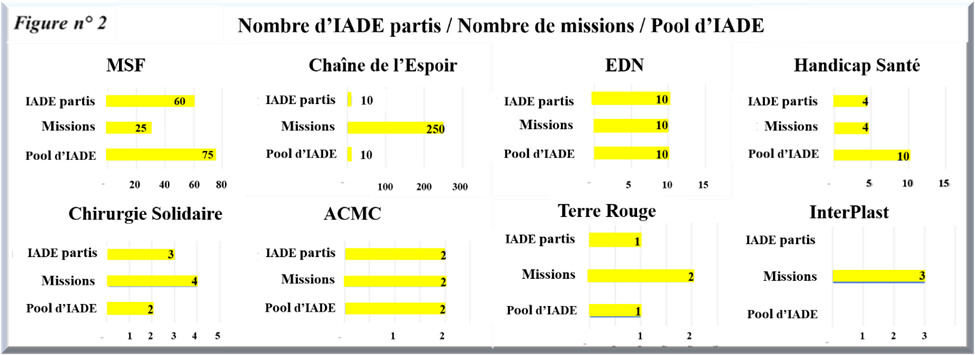 Figure n° 2
Nombre d'IADE partis / Nombre de missions / Pool d'IADE
MSF
IADE partis 60
Missions 25
Pool d'IADE 75
- 20 40 60 80
Chaîne de l'Espoir
IADE partis 10
Missions 250
Pool d'IADE 10
- 100 200 300
EDN
IADE partis 10
Missions 10
Pool d'IADE 10
- 5 10 15
Handicap Santé
IADE partis 4
Missions 4
Pool d'IADE 10
- 5 10 15
Chirurgie Solidaire
IADE partis 3
Missions 4
Pool d'IADE 2
- 1 2 3 4 5
ACMC
IADE partis 2
Missions 2
Pool d'IADE 2
- 1 2
Terre Rouge
IADE partis 1
Missions 2
Pool d'IADE 1
- 1 2
InterPlast
IADE partis
Missions 3
Pool d'IADE
- 1 2 3